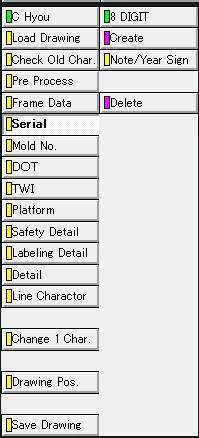 C Hyou 8 DIGIT
Load Drawing Create
Check Old Char. Note/Year Sign
Pre Process
Frame Data Delete
Serial
Mold No.
DOT
TWI
Platform
Safety Detail
Labeling Detail
Detail
Line Charactor
Change 1 Char.
Drawing Pos.
Save Drawing